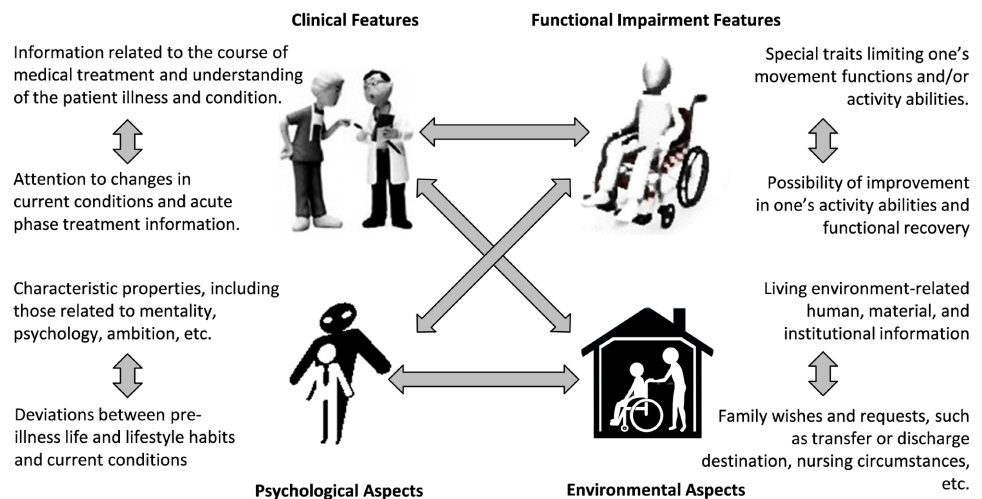 Clinical Features
Functional Impairment Features
Information related to the course of
medical treatment and understanding
of the patient illness and condition.
Special traits limiting one's
movement functions and/or
activity abilities.
Attention to changes in
current conditions and acute
phase treatment information.
Possibility of improvement
in one's activity abilities and
functional recovery
Characteristic properties, including
those related to mentality,
psychology, ambition, etc.
Living environment-related
human, material, and
institutional information
Deviations between pre-
illness life and lifestyle habits
and current conditions
Family wishes and requests, such
as transfer or discharge
destination, nursing circumstances,
etc.
Psychological Aspects
Environmental Aspects